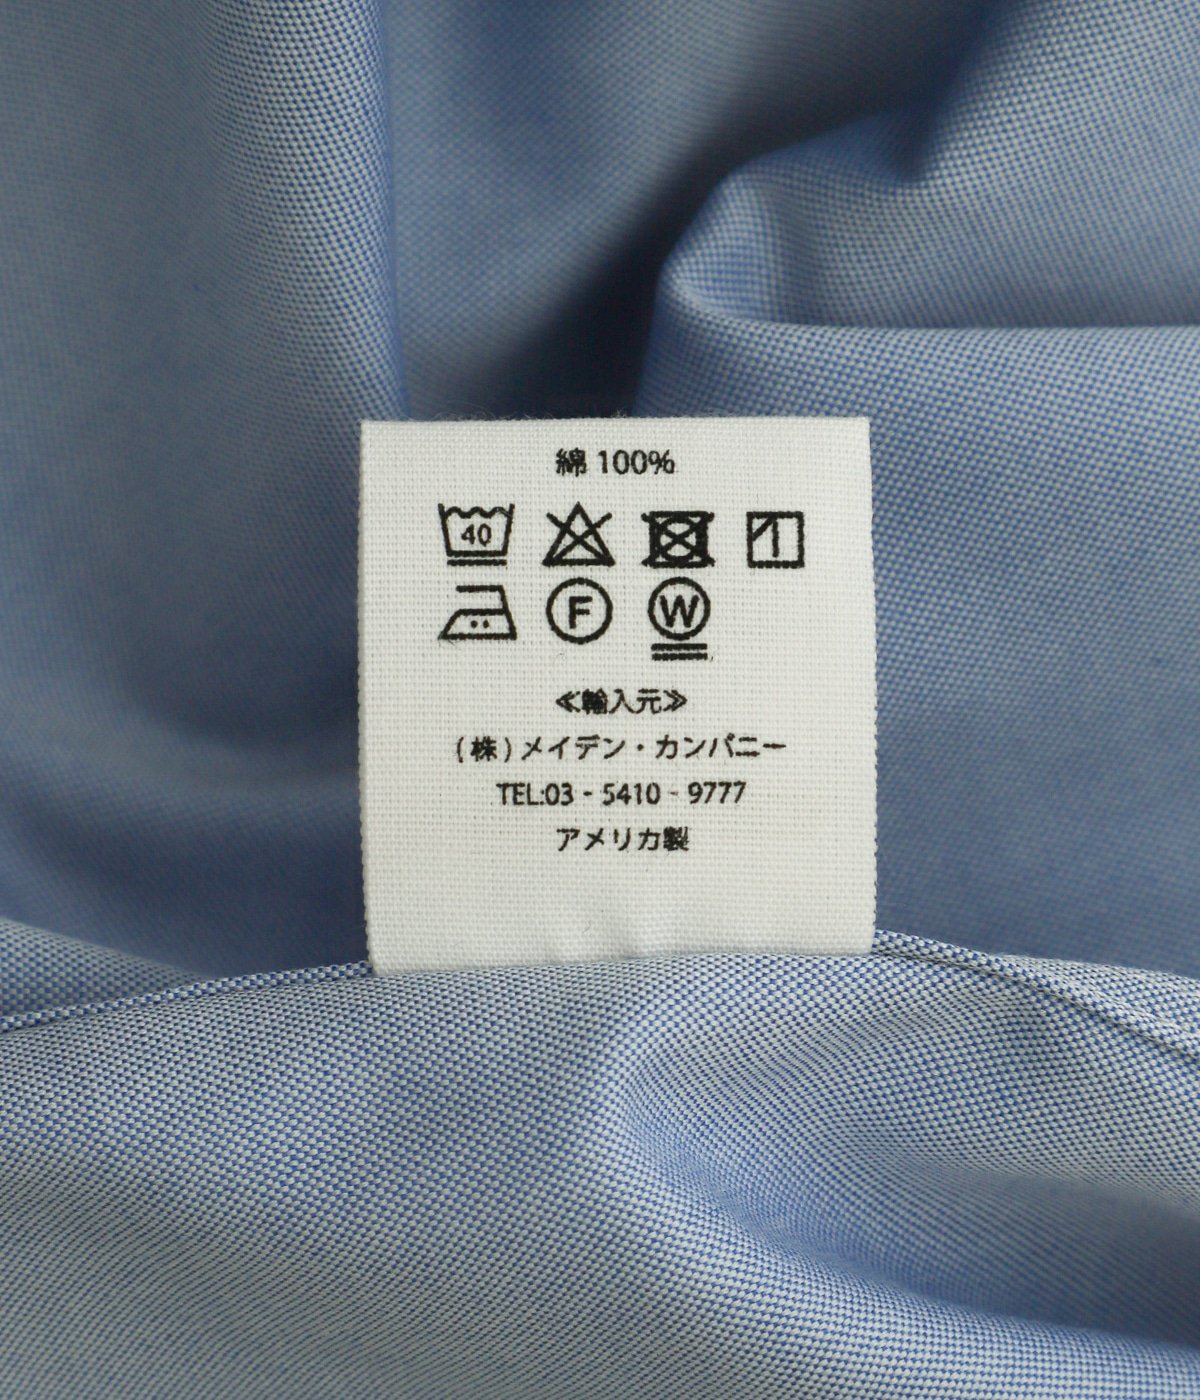 綿 100%
40
F W
≪輸入元≫
(株)メイデン・カンパニー
TEL:03 - 5410 - 9777
アメリカ製